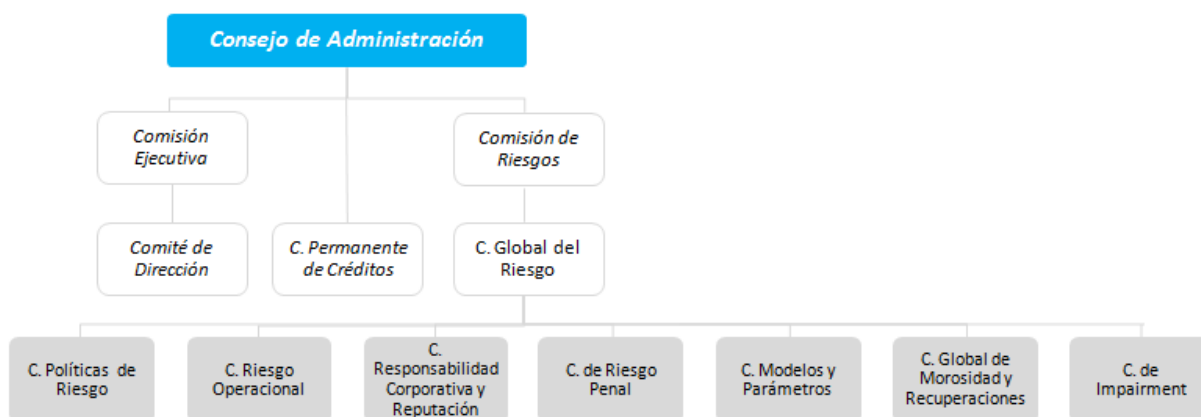 Consejo de Administración
Comisión
Ejecutiva
Comisión de
Riesgos
Comité de
Dirección
C. Permanente
de Créditos
C. Global del
Riesgo
C. Políticas de
Riesgo
C. Riesgo
Operacional
C.
Responsabilidad
Corporativa y
Reputación
C. de Riesgo
Penal
C. Modelos y
Parámetros
C. Global de
Morosidad y
Recuperaciones
C. de
Impairment